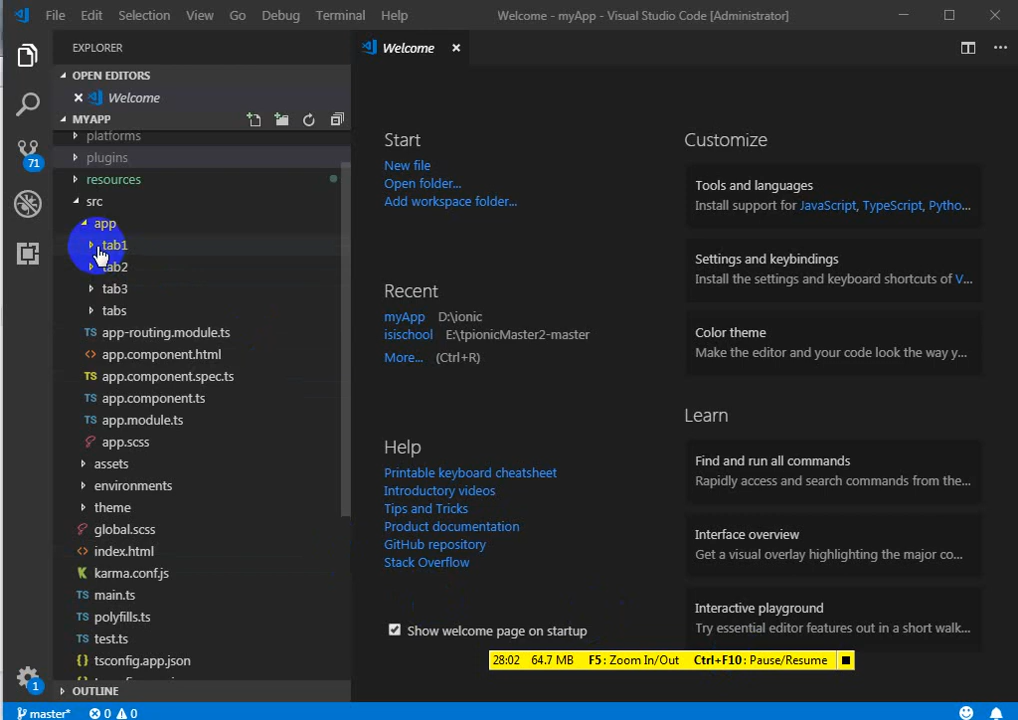 File Edit Selection View Go Debug Terminal Help Welcome - myApp - Visual Studio Code [Administrator]
EXPLORER
Welcome
OPEN EDITORS
Welcome
MYAPP
platforms
plugins
resources
src
app
tab1
tab2
tab3
tabs
TS app-routing.module.ts
<> app.component.html
TS app.component.spec.ts
TS app.component.ts
TS app.module.ts
app.scss
assets
environments
theme
global.scss
<> index.html
karma.conf.js
TS main.ts
TS polyfills.ts
TS test.ts
{} tsconfig.app.json
OUTLINE
71
1
master*
0 0
Start
New file
Open folder...
Add workspace folder...
Recent
myApp D:\ionic
isischool E:\tpionicMaster2-master
More... (Ctrl+R)
Help
Printable keyboard cheatsheet
Introductory videos
Tips and Tricks
Product documentation
GitHub repository
Stack Overflow
Show welcome page on startup
Customize
Tools and languages
Install support for JavaScript, TypeScript, Pytho...
Settings and keybindings
Install the settings and keyboard shortcuts of V...
Color theme
Make the editor and your code look the way y...
Learn
Find and run all commands
Rapidly access and search commands from the...
Interface overview
Get a visual overlay highlighting the major co...
Interactive playground
Try essential editor features out in a short walk...
28:02 64.7 MB F5: Zoom In/Out Ctrl+F10: Pause/Resume